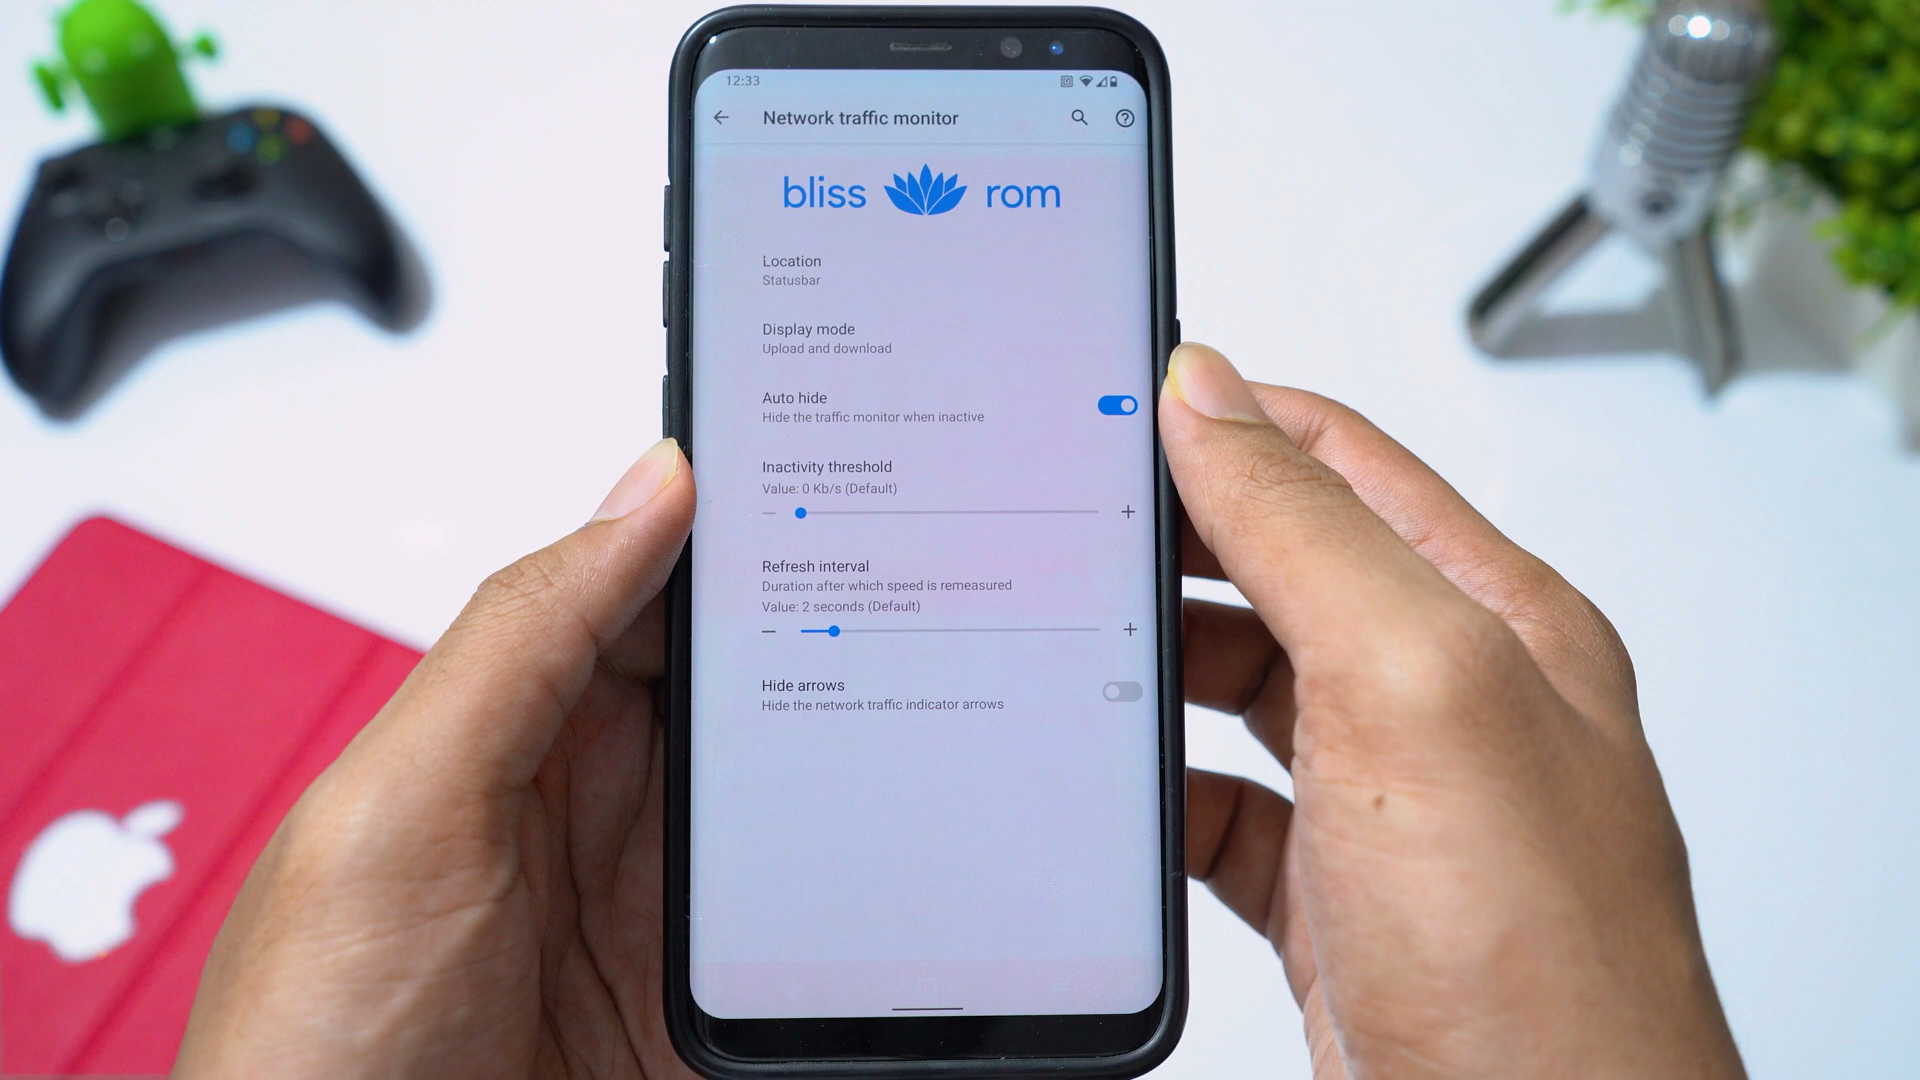 12:33
Network traffic monitor
bliss rom
Location
Statusbar
Display mode
Upload and download
Auto hide
Hide the traffic monitor when inactive
Inactivity threshold
Value: 0 Kb/s (Default)
Refresh interval
Duration after which speed is remeasured
Value: 2 seconds (Default)
Hide arrows
Hide the network traffic indicator arrows